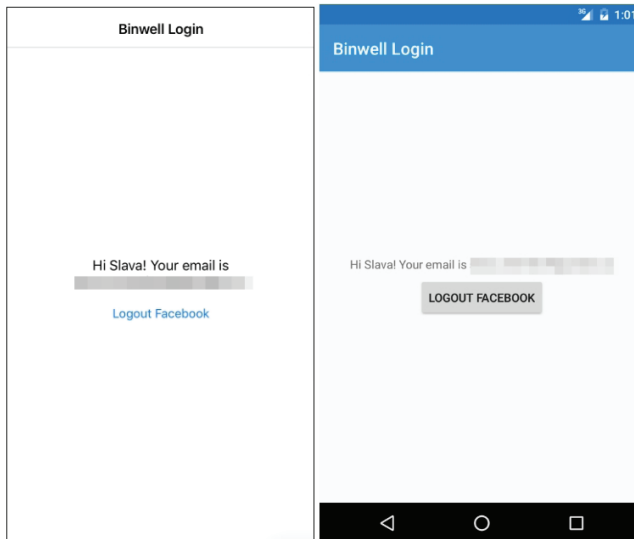 Binwell Login
Hi Slava! Your email is
Logout Facebook
3G
1:01
Binwell Login
Hi Slava! Your email is
LOGOUT FACEBOOK